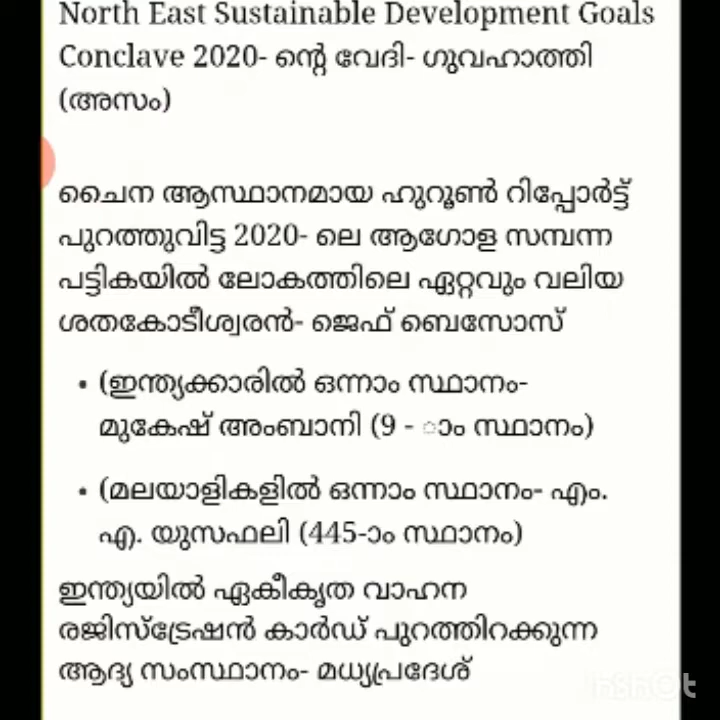 North East Sustainable Development Goals
Conclave 2020- ന്റെ വേദി- ഗുവഹാത്തി
(അസം)
ചൈന ആസ്ഥാനമായ ഹുറൂൺ റിപ്പോർട്ട്
പുറത്തുവിട്ട 2020- ലെ ആഗോള സമ്പന്ന
പട്ടികയിൽ ലോകത്തിലെ ഏറ്റവും വലിയ
ശതകോടീശ്വരൻ- ജെഫ് ബെസോസ്
• (ഇന്ത്യക്കാരിൽ ഒന്നാം സ്ഥാനം-
മുകേഷ് അംബാനി (9 - ാം സ്ഥാനം)
• (മലയാളികളിൽ ഒന്നാം സ്ഥാനം- എം.
എ. യുസഫലി (445-ാം സ്ഥാനം)
ഇന്ത്യയിൽ ഏകീകൃത വാഹന
രജിസ്ട്രേഷൻ കാർഡ് പുറത്തിറക്കുന്ന
ആദ്യ സംസ്ഥാനം- മധ്യപ്രദേശ്